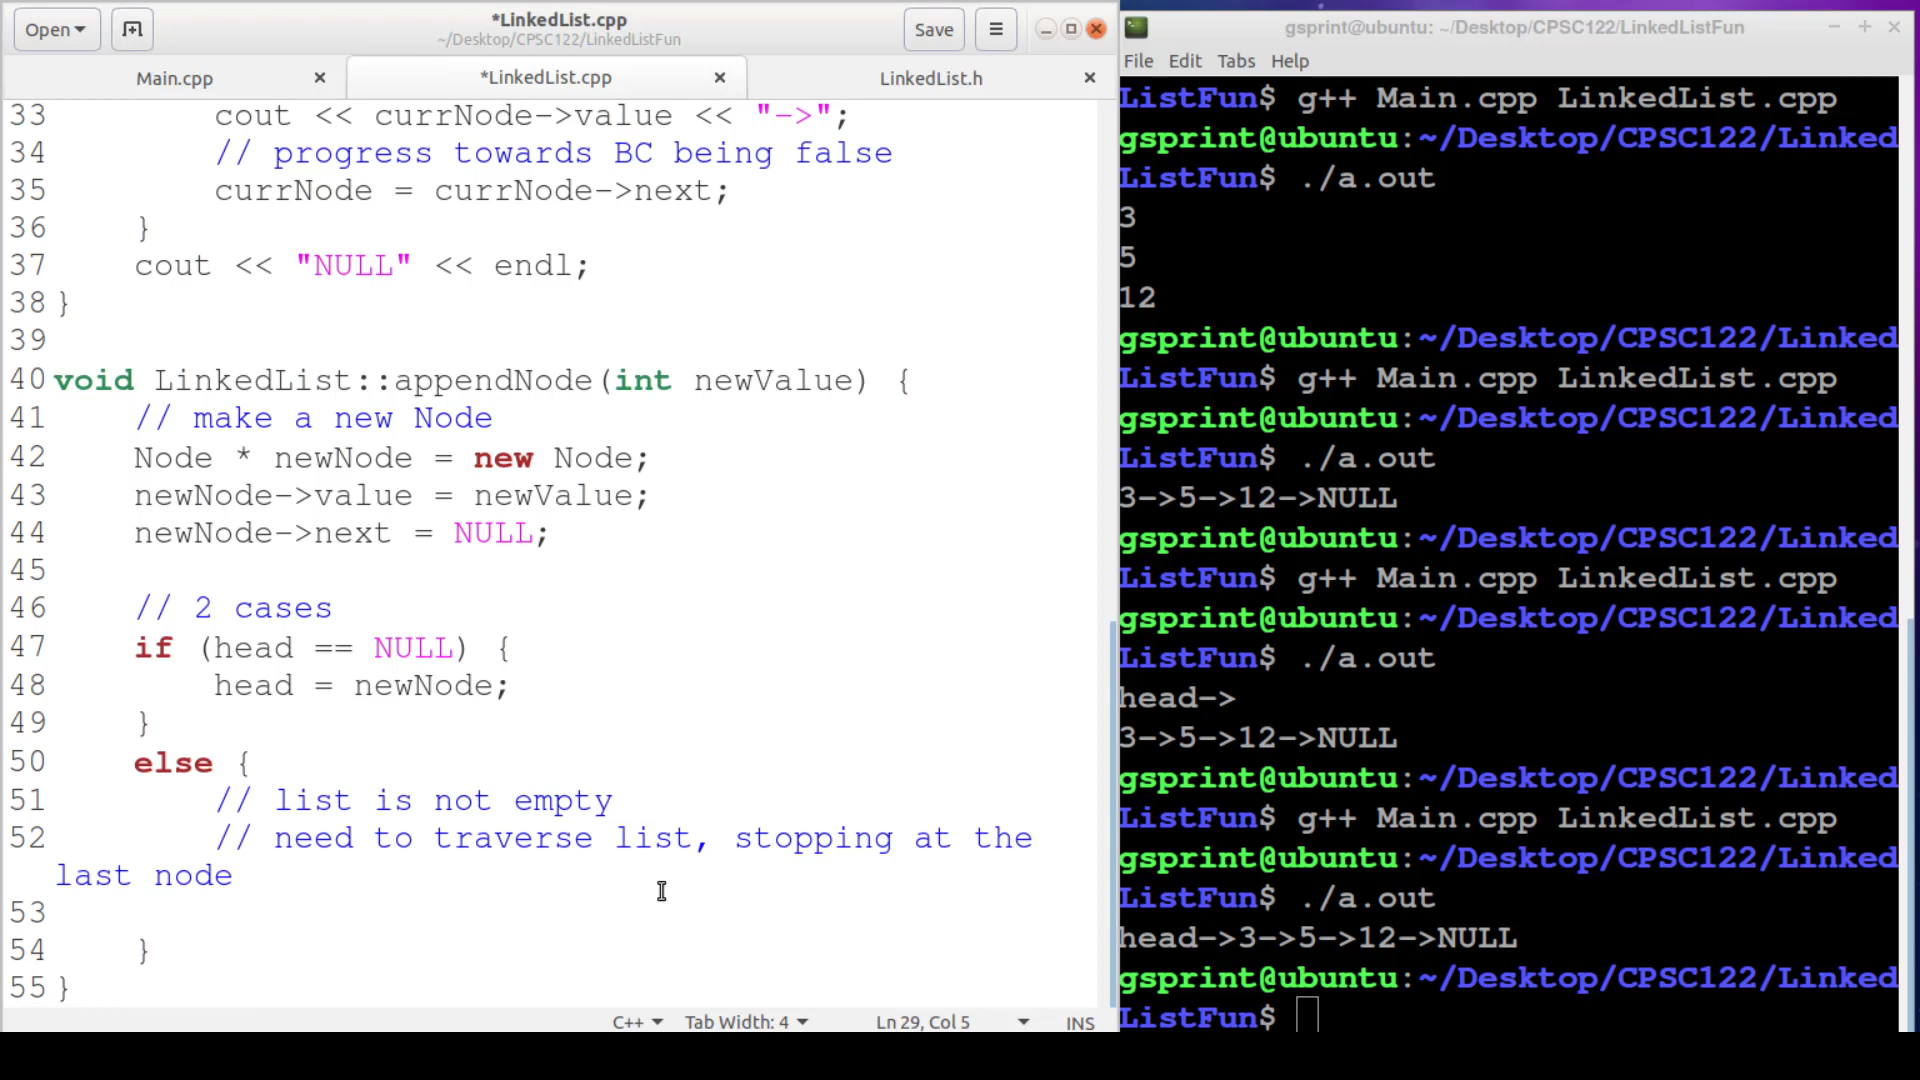 Open
*LinkedList.cpp
~/Desktop/CPSC122/LinkedListFun
Save
Main.cpp
*LinkedList.cpp
LinkedList.h
33 cout << currNode->value << "->";
34 // progress towards BC being false
35 currNode = currNode->next;
36 }
37 cout << "NULL" << endl;
38 }
39
40 void LinkedList::appendNode(int newValue) {
41 // make a new Node
42 Node * newNode = new Node;
43 newNode->value = newValue;
44 newNode->next = NULL;
45
46 // 2 cases
47 if (head == NULL) {
48 head = newNode;
49 }
50 else {
51 // list is not empty
52 // need to traverse list, stopping at the
last node
53
54 }
55 }
C++
Tab Width: 4
Ln 29, Col 5
INS
gsprint@ubuntu: ~/Desktop/CPSC122/LinkedListFun
File Edit Tabs Help
ListFun$ g++ Main.cpp LinkedList.cpp
gsprint@ubuntu:~/Desktop/CPSC122/Linked
ListFun$ ./a.out
3
5
12
gsprint@ubuntu:~/Desktop/CPSC122/Linked
ListFun$ g++ Main.cpp LinkedList.cpp
gsprint@ubuntu:~/Desktop/CPSC122/Linked
ListFun$ ./a.out
3->5->12->NULL
gsprint@ubuntu:~/Desktop/CPSC122/Linked
ListFun$ g++ Main.cpp LinkedList.cpp
gsprint@ubuntu:~/Desktop/CPSC122/Linked
ListFun$ ./a.out
head->
3->5->12->NULL
gsprint@ubuntu:~/Desktop/CPSC122/Linked
ListFun$ g++ Main.cpp LinkedList.cpp
gsprint@ubuntu:~/Desktop/CPSC122/Linked
ListFun$ ./a.out
head->3->5->12->NULL
gsprint@ubuntu:~/Desktop/CPSC122/Linked
ListFun$